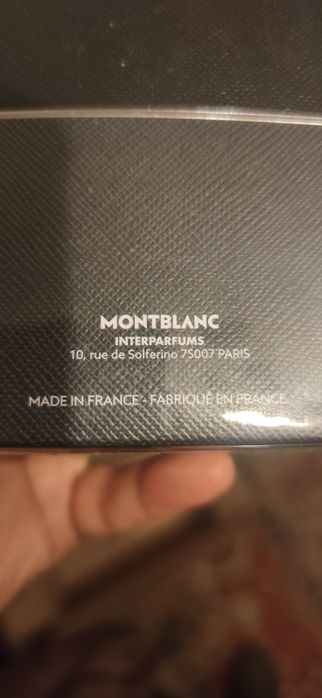 MONTBLANC
INTERPARFUMS
10, rue de Solferino 75007 PARIS
MADE IN FRANCE - FABRIQUÉ EN FRANCE